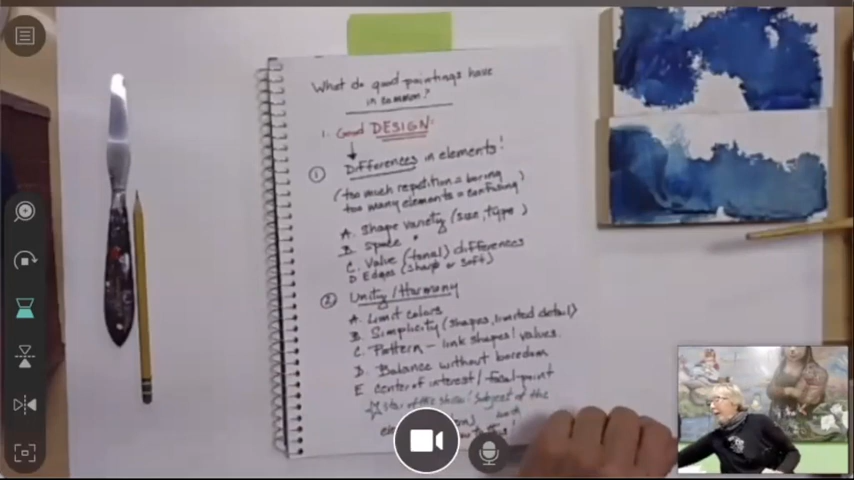 What do good paintings have
in common?
1. Good DESIGN:
① Differences in elements!
(too much repetition = boring
too many elements = confusing)
A. Shape variety (size, type)
B. Space
C. Value (tonal) differences
D Edges (sharp or soft)
② Unity/Harmony
A. Limit colors
B. Simplicity (shapes, limited detail)
C. Pattern - link shapes! values.
D. Balance without boredom
E center of interest / focal point
☆ Star of the show! Subject of the